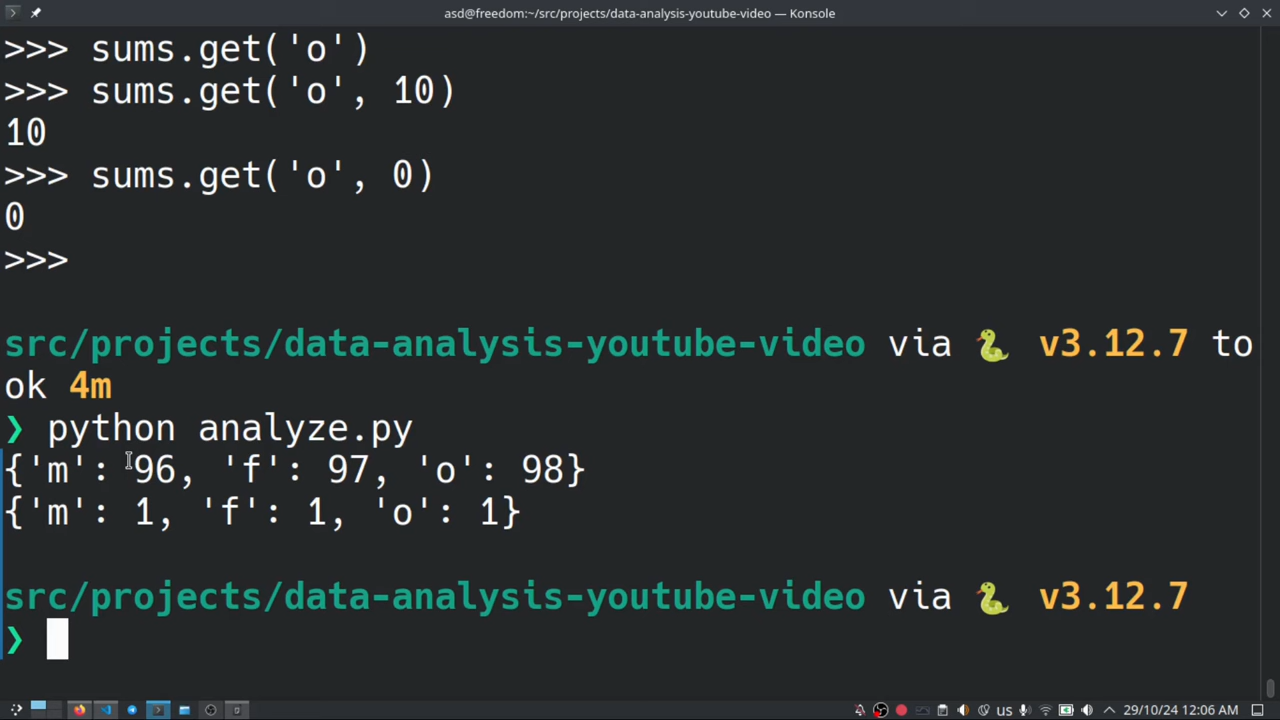 asd@freedom:~/src/projects/data-analysis-youtube-video — Konsole
>>> sums.get('o')
>>> sums.get('o', 10)
10
>>> sums.get('o', 0)
0
>>>
src/projects/data-analysis-youtube-video via 🐍 v3.12.7 to
ok 4m
❯ python analyze.py
{'m': 96, 'f': 97, 'o': 98}
{'m': 1, 'f': 1, 'o': 1}
src/projects/data-analysis-youtube-video via 🐍 v3.12.7
❯
us 29/10/24 12:06 AM